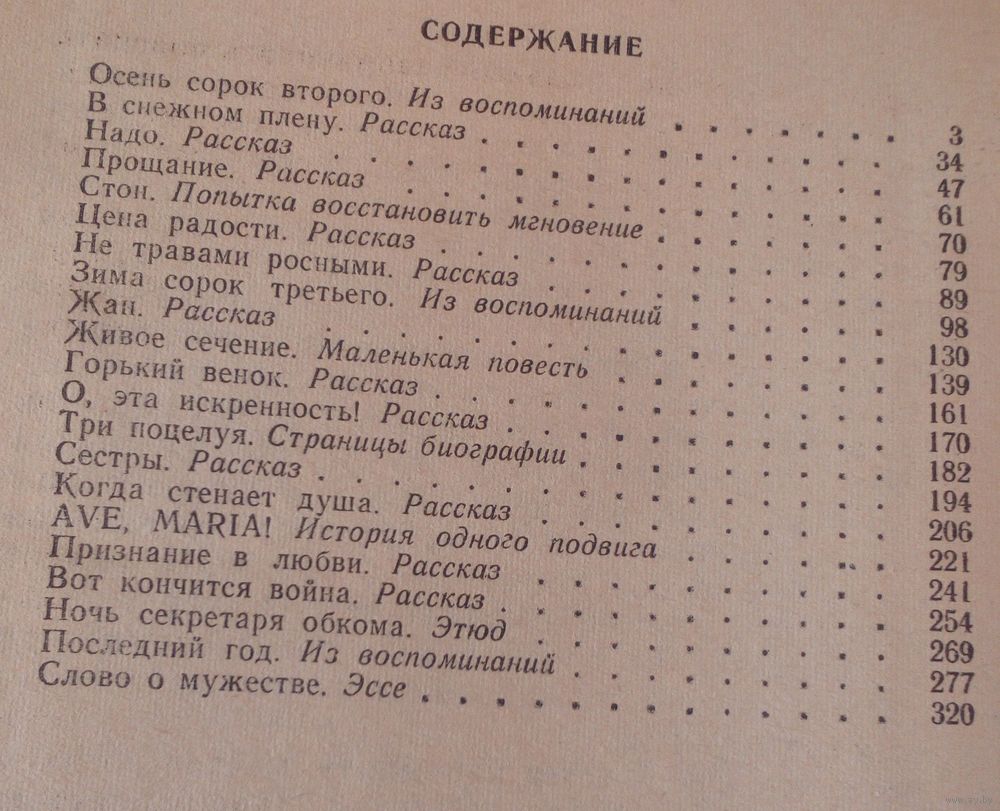 СОДЕРЖАНИЕ
Осень сорок второго. Из воспоминаний . . . . . . . 3
В снежном плену. Рассказ . . . . . . . . . . . . 34
Надо. Рассказ . . . . . . . . . . . . . . . . 47
Прощание. Рассказ . . . . . . . . . . . . . . 61
Стон. Попытка восстановить мгновение . . . . . . . 70
Цена радости. Рассказ . . . . . . . . . . . . . 79
Не травами росными. Рассказ . . . . . . . . . . 89
Зима сорок третьего. Из воспоминаний . . . . . . 98
Жан. Рассказ . . . . . . . . . . . . . . . . 130
Живое сечение. Маленькая повесть . . . . . . . . 139
Горький венок. Рассказ . . . . . . . . . . . . . 161
О, эта искренность! Рассказ . . . . . . . . . . . 170
Три поцелуя. Страницы биографии . . . . . . . . . 182
Сестры. Рассказ . . . . . . . . . . . . . . . . 194
Когда стенает душа. Рассказ . . . . . . . . . . 206
AVE, MARIA! История одного подвига . . . . . . 221
Признание в любви. Рассказ . . . . . . . . . . 241
Вот кончится война. Рассказ . . . . . . . . . . . 254
Ночь секретаря обкома. Этюд . . . . . . . . . . 269
Последний год. Из воспоминаний . . . . . . . . . 277
Слово о мужестве. Эссе . . . . . . . . . . . . . 320